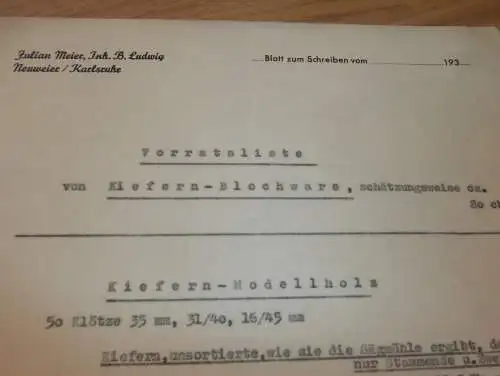 Julian Meier, Inh. B. Ludwig
Neuweier / Karlsruhe
Blatt zum Schreiben vom 193
Vorratsliste
von Kiefern-Blochware, schätzungsweise ca.
80
Kiefern-Modellholz
50 Klötze 35 mm, 31/40, 16/45 mm
Kiefern, unsortierte, wie sie die Sägmühle ergibt,
nur Stammende u.